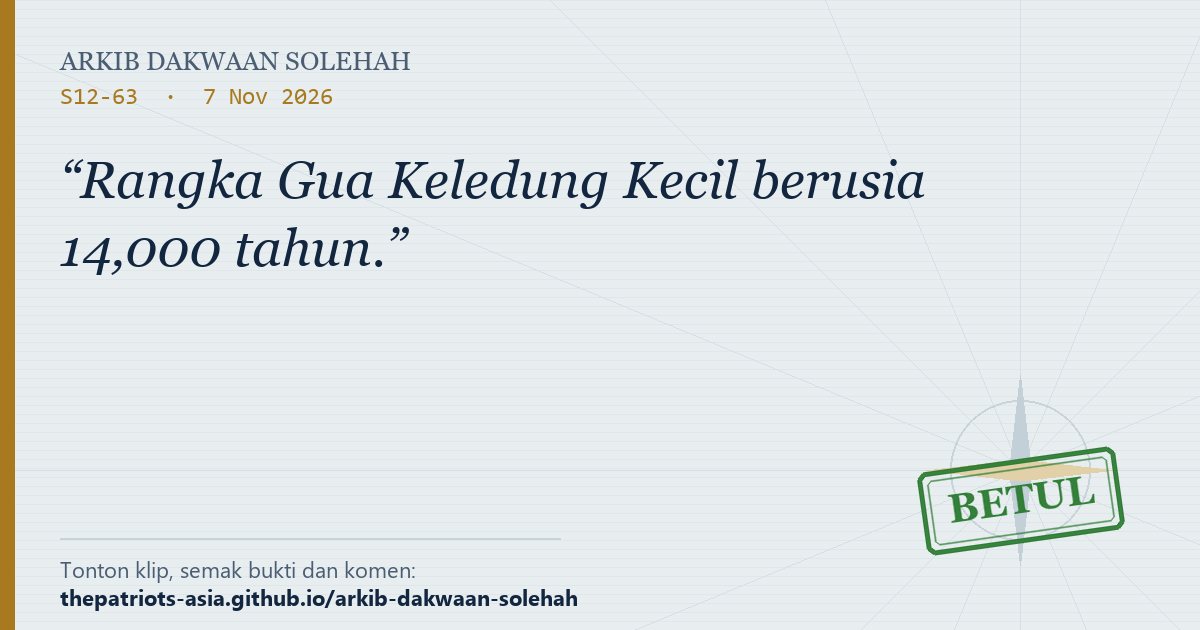 ARKIB DAKWAAN SOLEHAH
S12-63 · 7 Nov 2026
“Rangka Gua Keledung Kecil berusia
14,000 tahun.”
BETUL
Tonton klip, semak bukti dan komen:
thepatriots-asia.github.io/arkib-dakwaan-solehah